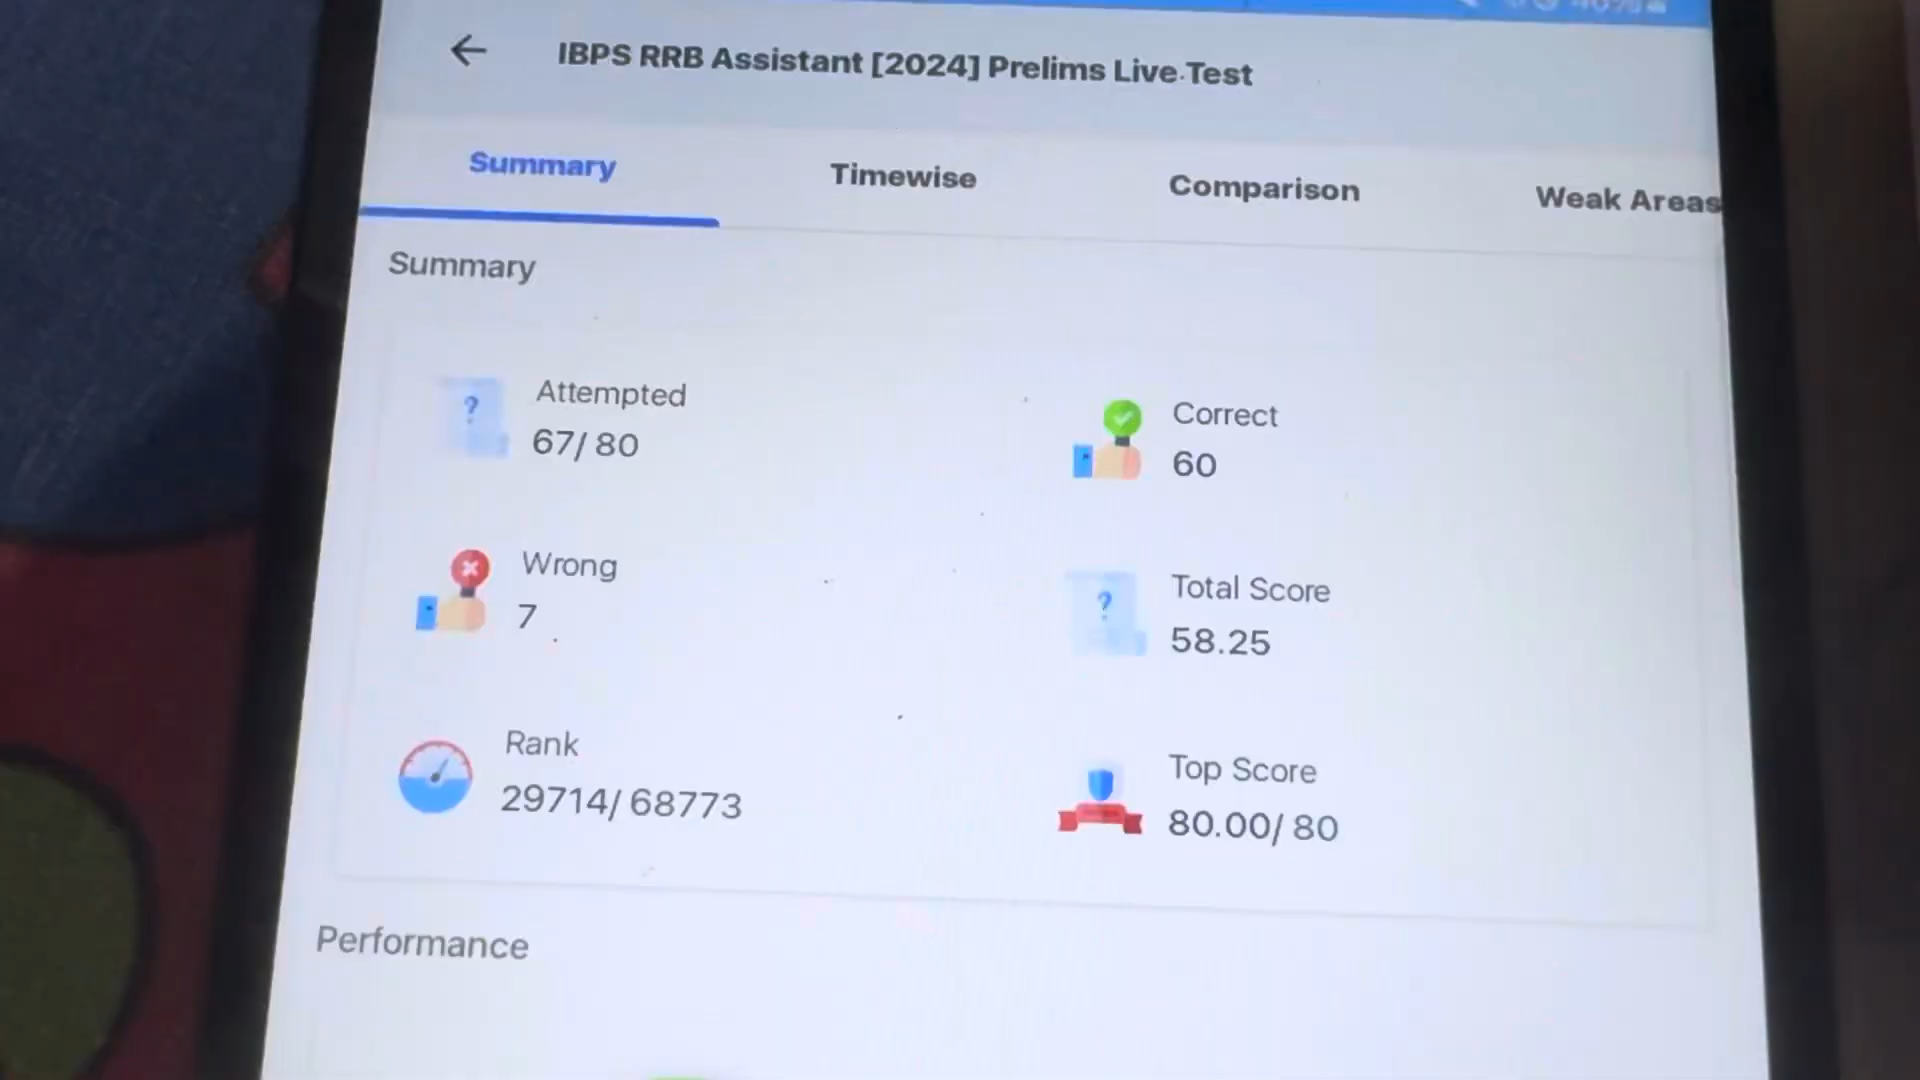 IBPS RRB Assistant [2024] Prelims Live Test
Summary Timewise Comparison Weak Areas
Summary
Attempted
67/ 80
Correct
60
Wrong
7
Total Score
58.25
Rank
29714/ 68773
Top Score
80.00/ 80
Performance